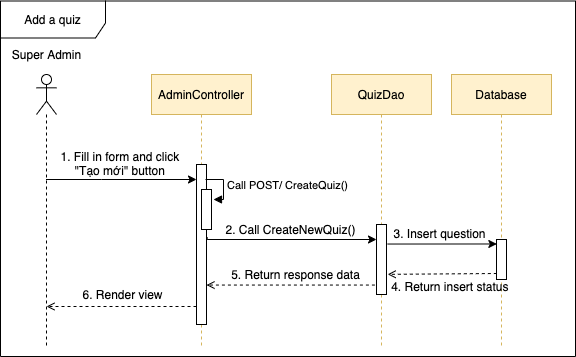 Add a quiz
Super Admin
AdminController
QuizDao
Database
1. Fill in form and click
"Tạo mới" button
Call POST/ CreateQuiz()
2. Call CreateNewQuiz()
3. Insert question
4. Return insert status
5. Return response data
6. Render view